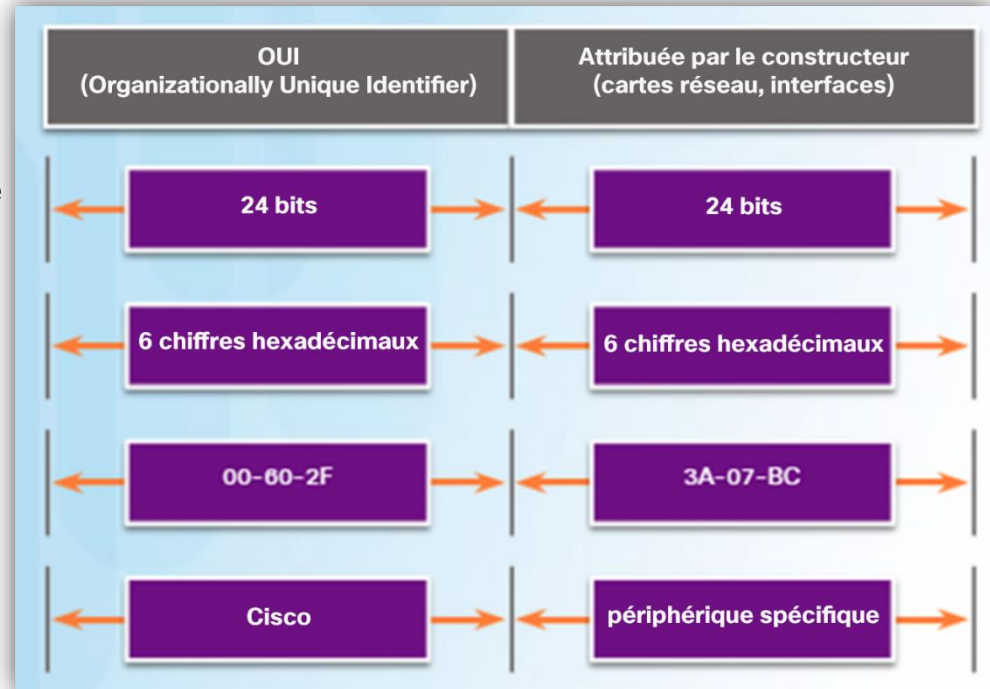 OUI
(Organizationally Unique Identifier)
Attribuée par le constructeur
(cartes réseau, interfaces)
24 bits
24 bits
6 chiffres hexadécimaux
6 chiffres hexadécimaux
00-60-2F
3A-07-BC
Cisco
périphérique spécifique